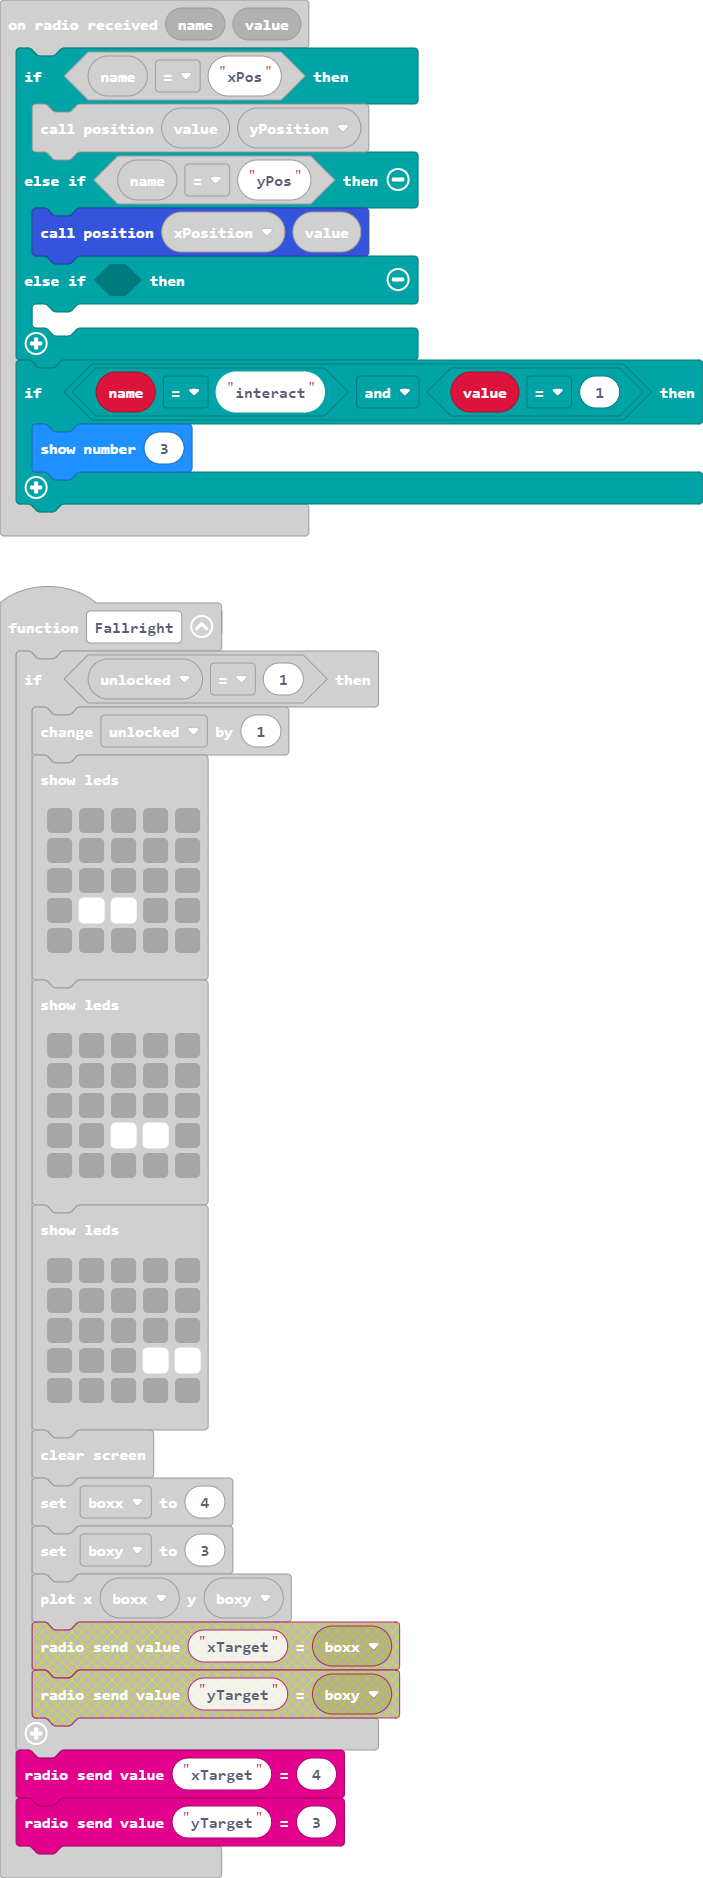 on radio received name value
if name = "xPos" then
call position value yPosition
else if name = "yPos" then
call position xPosition value
else if then
if name = "interact" and value = 1 then
show number 3
function Fallright
if unlocked = 1 then
change unlocked by 1
show leds
show leds
show leds
clear screen
set boxx to 4
set boxy to 3
plot x boxx y boxy
radio send value "xTarget" = boxx
radio send value "yTarget" = boxy
radio send value "xTarget" = 4
radio send value "yTarget" = 3